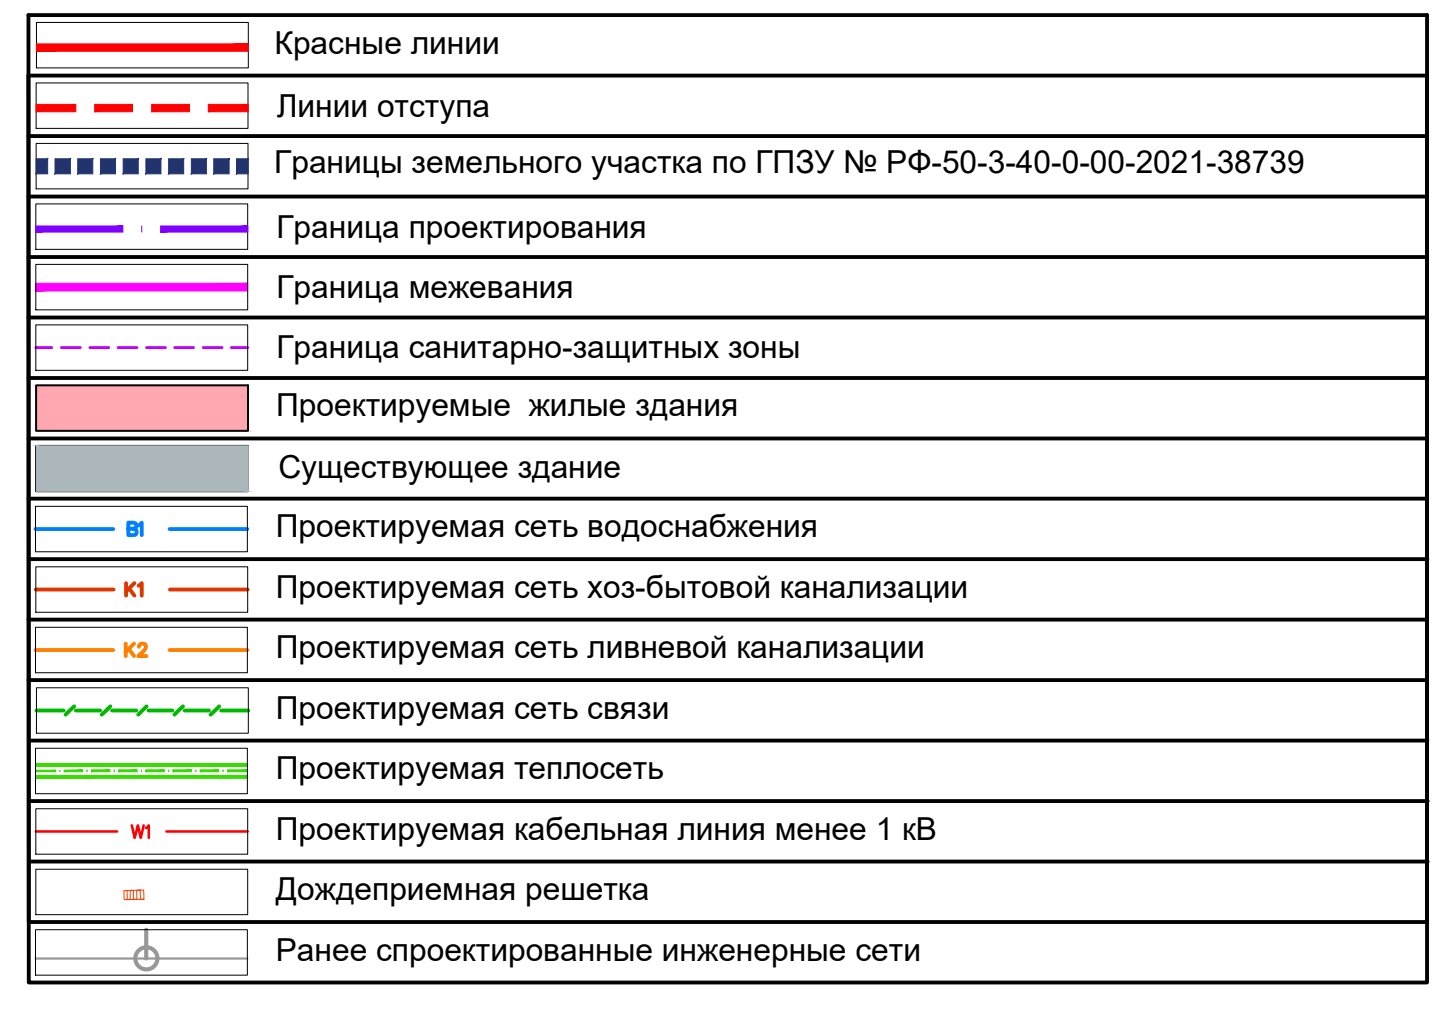 Красные линии
Линии отступа
Границы земельного участка по ГПЗУ № РФ-50-3-40-0-00-2021-38739
Граница проектирования
Граница межевания
Граница санитарно-защитных зоны
Проектируемые жилые здания
Существующее здание
В1 Проектируемая сеть водоснабжения
К1 Проектируемая сеть хоз-бытовой канализации
К2 Проектируемая сеть ливневой канализации
Проектируемая сеть связи
Проектируемая теплосеть
W1 Проектируемая кабельная линия менее 1 кВ
Дождеприемная решетка
Ранее спроектированные инженерные сети